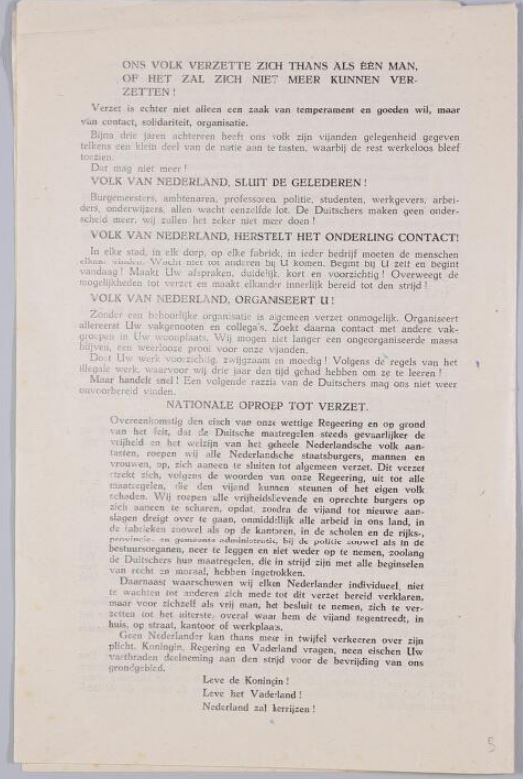 ONS VOLK VERZETTE ZICH THANS ALS ÉÉN MAN,
OF HET ZAL ZICH NIET MEER KUNNEN VER-
ZETTEN !
Verzet is echter niet alleen een zaak van temperament en goeden wil, maar
van contact, solidariteit, organisatie.
Bijna drie jaren achtereen heeft ons volk zijn vijanden gelegenheid gegeven
telkens een klein deel van de natie aan te tasten, waarbij de rest werkeloos bleef
toezien.
Dat mag niet meer !
VOLK VAN NEDERLAND, SLUIT DE GELEDEREN !
Burgemeesters, ambtenaren, professoren politie, studenten, werkgevers, arbei-
ders, onderwijzers, allen wacht eenzelfde lot. De Duitschers maken geen onder-
scheid meer, wij zullen het zeker niet meer doen !
VOLK VAN NEDERLAND, HERSTELT HET ONDERLING CONTACT!
In elke stad, in elk dorp, op elke fabriek, in ieder bedrijf moeten de menschen
elkaar vinden. Wacht niet tot anderen bij U komen. Begint bij U zelf en begint
vandaag ! Maakt Uw afspraken, duidelijk, kort en voorzichtig ! Overweegt de
mogelijkheden tot verzet en maakt elkander innerlijk bereid tot den strijd !
VOLK VAN NEDERLAND, ORGANISEERT U !
Zonder een behoorlijke organisatie is algemeen verzet onmogelijk. Organiseert
allereerst Uw vakgenooten en collega's. Zoekt daarna contact met andere vak-
groepen in Uw woonplaats. Wij mogen niet langer een ongeorganiseerde massa
blijven, een weerlooze prooi voor onze vijanden.
Doet Uw werk voorzichtig, zwijgzaam en moedig ! Volgens de regels van het
illegale werk, waarvoor wij drie jaar den tijd gehad hebben om ze te leeren !
Maar handelt snel ! Een volgende razzia van de Duitschers mag ons niet weer
onvoorbereid vinden.
NATIONALE OPROEP TOT VERZET.
Overeenkomstig den eisch van onze wettige Regeering en op grond
van het feit, dat de Duitsche maatregelen steeds gevaarlijker de
vrijheid en het welzijn van het geheele Nederlandsche volk aan-
tasten, roepen wij alle Nederlandsche staatsburgers, mannen en
vrouwen, op, zich aaneen te sluiten tot algemeen verzet. Dit verzet
strekt zich, volgens de woorden van onze Regeering, uit tot alle
maatregelen, die den vijand kunnen steunen of het eigen volk
schaden. Wij roepen alle vrijheidslievende en oprechte burgers op
zich aaneen te scharen, opdat, zoodra de vijand tot nieuwe aan-
slagen dreigt over te gaan, onmiddellijk alle arbeid in ons land, in
de fabrieken zoowel als op de kantoren, in de scholen en de rijks-,
provincie- en gemeente administratie, bij de politie zoowel als in de
bestuursorganen, neer te leggen en niet weder op te nemen, zoolang
de Duitschers hun maatregelen, die in strijd zijn met alle beginselen
van recht en moraal, hebben ingetrokken.
Daarnaast waarschuwen wij elken Nederlander individueel, niet
te wachten tot anderen zich mede tot dit verzet bereid verklaren,
maar voor zichzelf als vrij man, het besluit te nemen, zich te ver-
zetten tot het uiterste, overal waar hem de vijand tegentreedt, in
huis, op straat, kantoor of werkplaats.
Geen Nederlander kan thans meer in twijfel verkeeren over zijn
plicht. Koningin, Regering en Vaderland vragen, neen eischen Uw
vastberaden deelneming aan den strijd voor de bevrijding van ons
grondgebied.
Leve de Koningin !
Leve het Vaderland !
Nederland zal herrijzen !
5